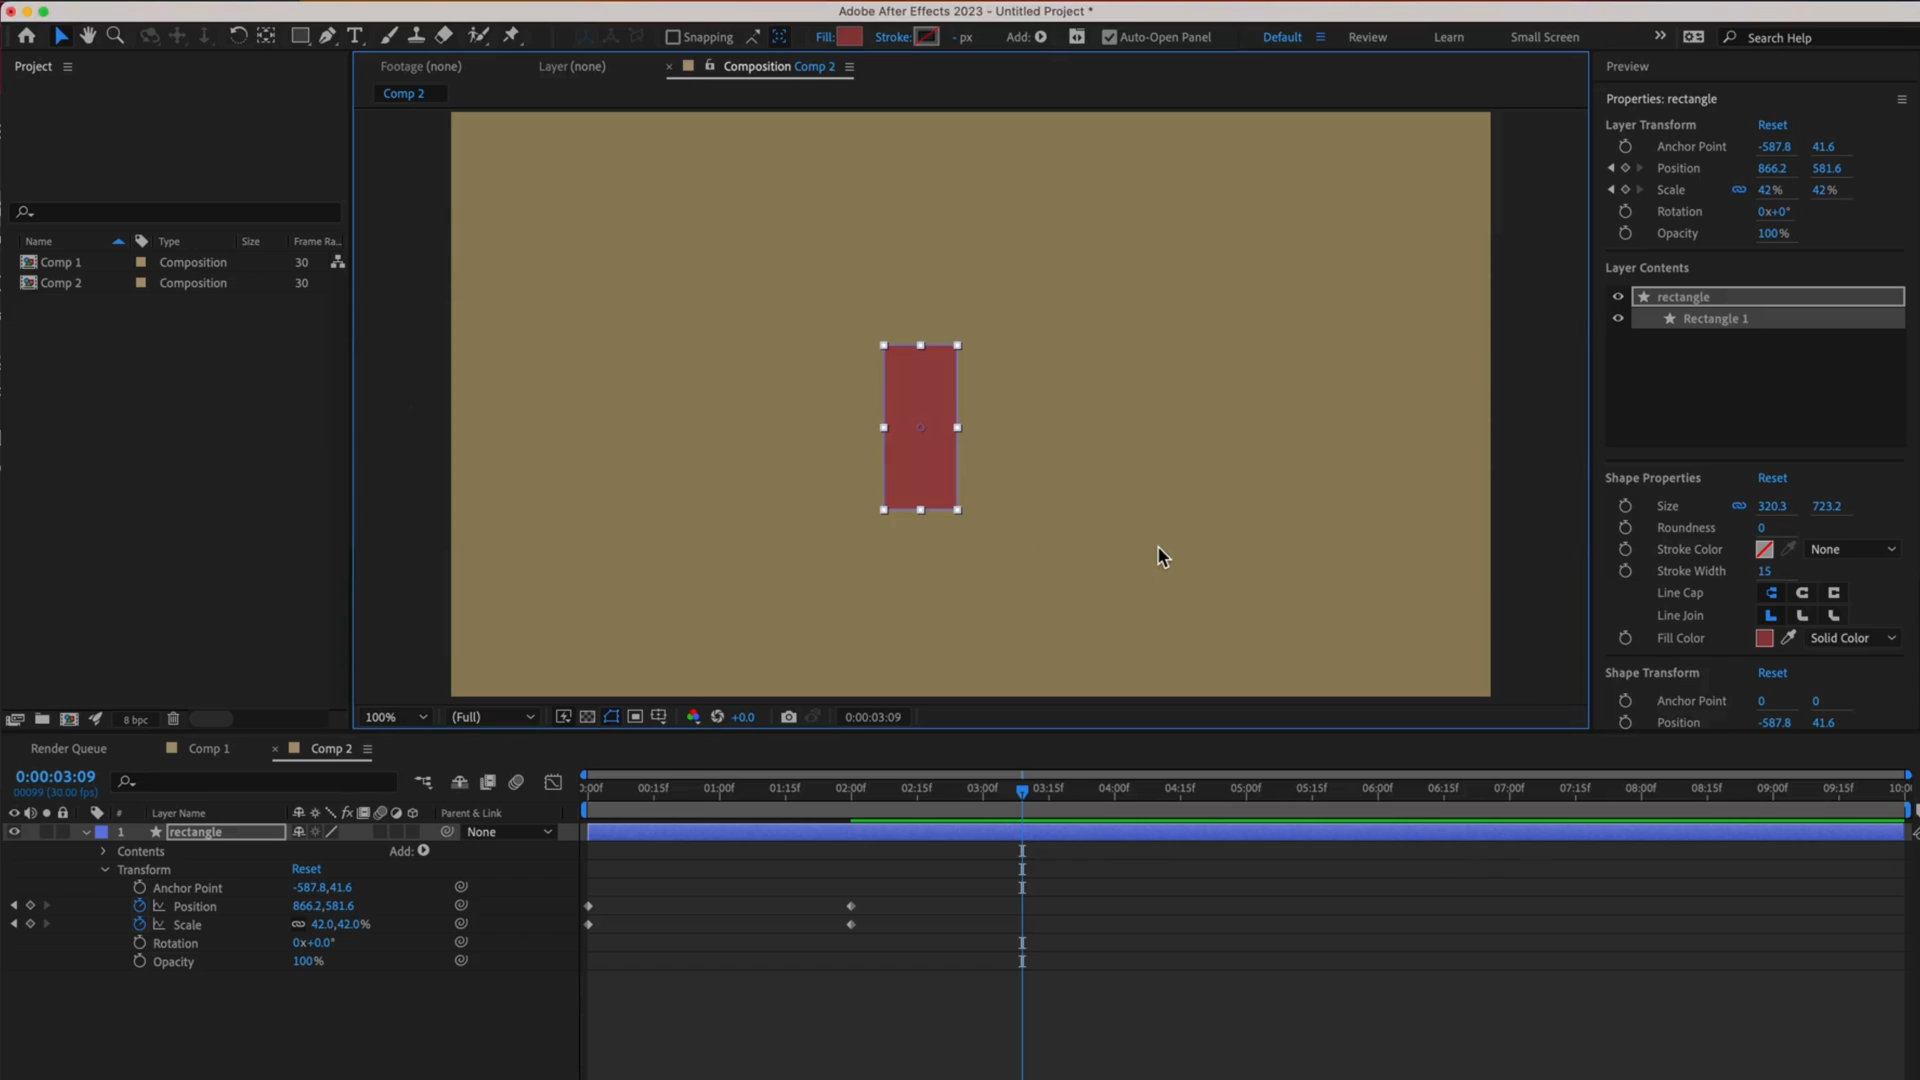 Adobe After Effects 2023 - Untitled Project *
Snapping
Fill:
Stroke:
- px
Add:
Auto-Open Panel
Default
Review
Learn
Small Screen
Search Help
Project
Footage (none)
Layer (none)
Composition Comp 2
Comp 2
Name
Type
Size
Frame Ra...
Comp 1
Composition
30
Comp 2
Composition
30
8 bpc
100%
(Full)
+0.0
0:00:03:09
Preview
Properties: rectangle
Layer Transform
Reset
Anchor Point
-587.8
41.6
Position
866.2
581.6
Scale
42%
42%
Rotation
0x+0°
Opacity
100%
Layer Contents
rectangle
Rectangle 1
Shape Properties
Reset
Size
320.3
723.2
Roundness
0
Stroke Color
None
Stroke Width
15
Line Cap
Line Join
Fill Color
Solid Color
Shape Transform
Reset
Anchor Point
0
0
Position
-587.8
41.6
Render Queue
Comp 1
Comp 2
0:00:03:09
00099 (30.00 fps)
):00f
00:15f
01:00f
01:15f
02:00f
02:15f
03:00f
03:15f
04:00f
04:15f
05:00f
05:15f
06:00f
06:15f
07:00f
07:15f
08:00f
08:15f
09:00f
09:15f
10:00
#
Layer Name
fx
Parent & Link
1
rectangle
None
Contents
Add:
Transform
Reset
Anchor Point
-587.8,41.6
Position
866.2,581.6
Scale
42.0,42.0%
Rotation
0x+0.0°
Opacity
100%